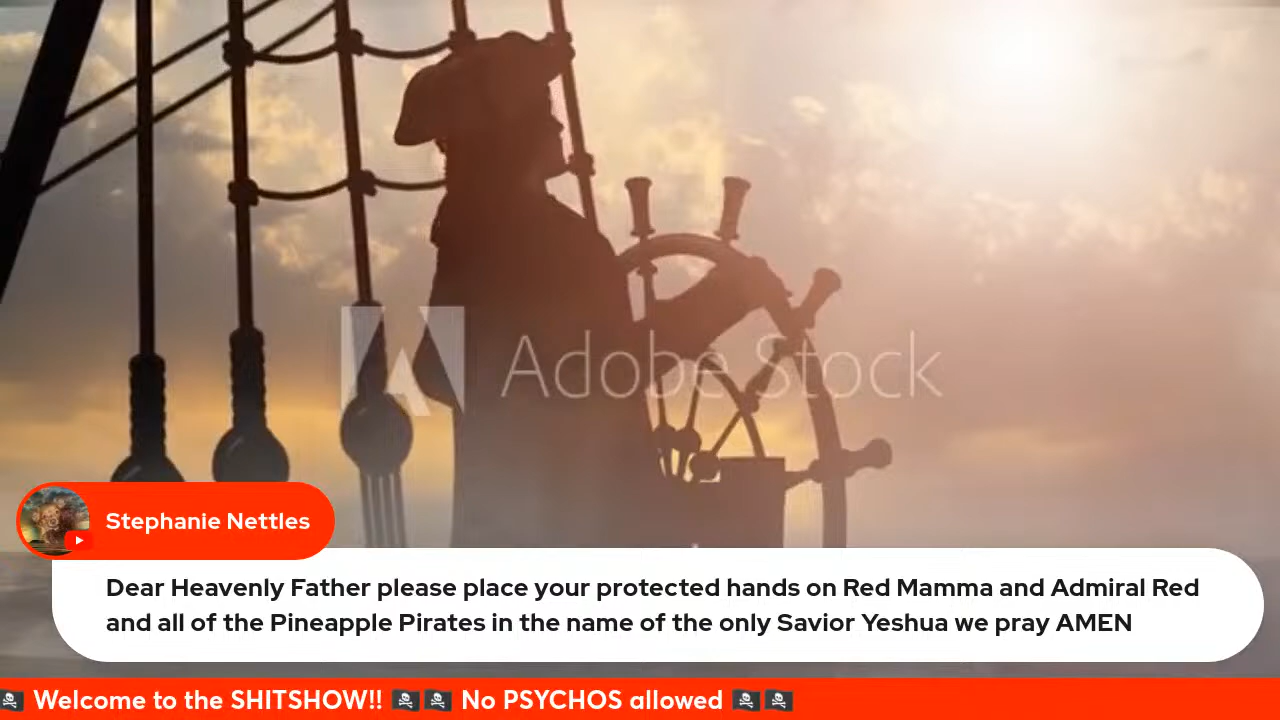 Adobe Stock
Stephanie Nettles
Dear Heavenly Father please place your protected hands on Red Mamma and Admiral Red
and all of the Pineapple Pirates in the name of the only Savior Yeshua we pray AMEN
🏴‍☠️ Welcome to the SHITSHOW!! 🏴‍☠️🏴‍☠️ No PSYCHOS allowed 🏴‍☠️🏴‍☠️